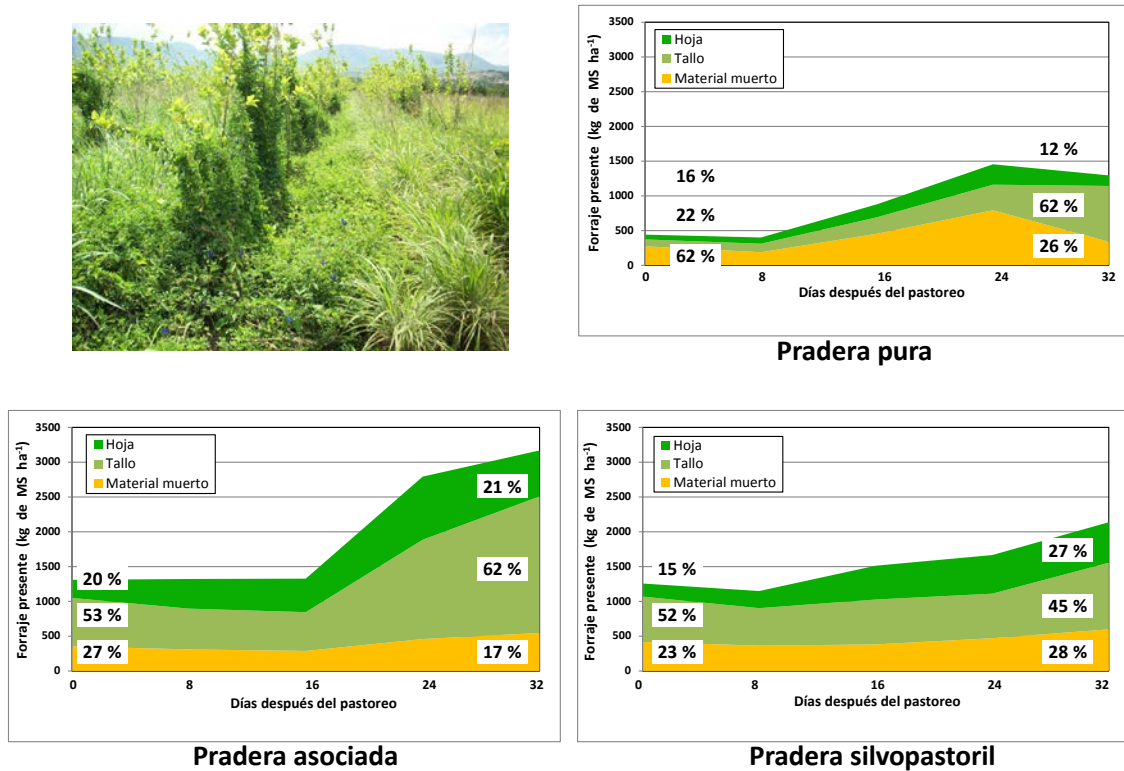 Forraje presente (kg de MS ha⁻¹)
3500
3000
2500
2000
1500
1000
500
0
Hoja
Tallo
Material muerto
16 %
22 %
62 %
12 %
62 %
26 %
0 8 16 24 32
Días después del pastoreo
Pradera pura
Forraje presente (kg de MS ha⁻¹)
3500
3000
2500
2000
1500
1000
500
0
Hoja
Tallo
Material muerto
20 %
53 %
27 %
21 %
62 %
17 %
0 8 16 24 32
Días después del pastoreo
Pradera asociada
Forraje presente (kg de MS ha⁻¹)
3500
3000
2500
2000
1500
1000
500
0
Hoja
Tallo
Material muerto
15 %
52 %
23 %
27 %
45 %
28 %
0 8 16 24 32
Días después del pastoreo
Pradera silvopastoril